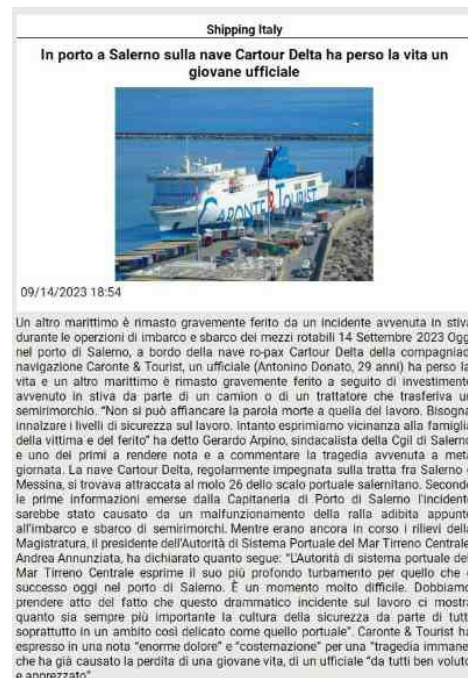 Shipping Italy
In porto a Salerno sulla nave Cartour Delta ha perso la vita un
giovane ufficiale
CARONTE & TOURIST
09/14/2023 18:54
Un altro marittimo è rimasto gravemente ferito da un incidente avvenuta in stiva
durante le operzioni di imbarco e sbarco dei mezzi rotabili 14 Settembre 2023 Ogg
nel porto di Salerno, a bordo della nave ro-pax Cartour Delta della compagniad
navigazione Caronte & Tourist, un ufficiale (Antonino Donato, 29 anni) ha perso la
vita e un altro marittimo è rimasto gravemente ferito a seguito di investimento
avvenuto in stiva da parte di un camion o di un trattatore che trasferiva un
semirimorchio. "Non si può affiancare la parola morte a quella del lavoro. Bisogna
innalzare i livelli di sicurezza sul lavoro. Intanto esprimiamo vicinanza alla famiglia
della vittima e del ferito" ha detto Gerardo Arpino, sindacalista della Cgil di Salerno
e uno dei primi a rendere nota e a commentare la tragedia avvenuta a metà
giornata. La nave Cartour Delta, regolarmente impegnata sulla tratta fra Salerno e
Messina, si trovava attraccata al molo 26 dello scalo portuale salernitano. Secondo
le prime informazioni emerse dalla Capitaneria di Porto di Salerno l'incidente
sarebbe stato causato da un malfunzionamento della ralla adibita appunto
all'imbarco e sbarco di semirimorchi. Mentre erano ancora in corso i rilievi della
Magistratura, il presidente dell'Autorità di Sistema Portuale del Mar Tirreno Centrale
Andrea Annunziata, ha dichiarato quanto segue: "L'Autorità di sistema portuale del
Mar Tirreno Centrale esprime il suo più profondo turbamento per quello che è
successo oggi nel porto di Salerno. È un momento molto difficile. Dobbiamo
prendere atto del fatto che questo drammatico incidente sul lavoro ci mostra
quanto sia sempre più importante la cultura della sicurezza da parte di tutti
soprattutto in un ambito così delicato come quello portuale". Caronte & Tourist ha
espresso in una nota "enorme dolore" e "costernazione" per una "tragedia immane
che ha già causato la perdita di una giovane vita, di un ufficiale "da tutti ben voluto
e apprezzato"